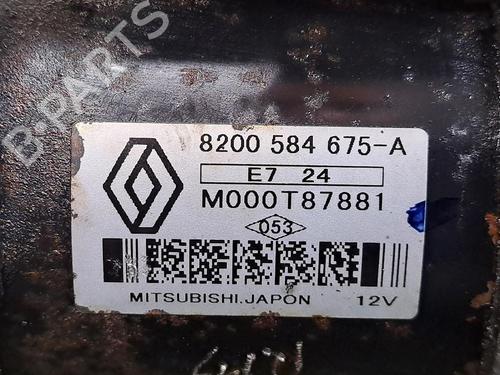 B-PARTS
8200 584 675-A
E7 24
M000T87881
053
MITSUBISHI.JAPON 12V